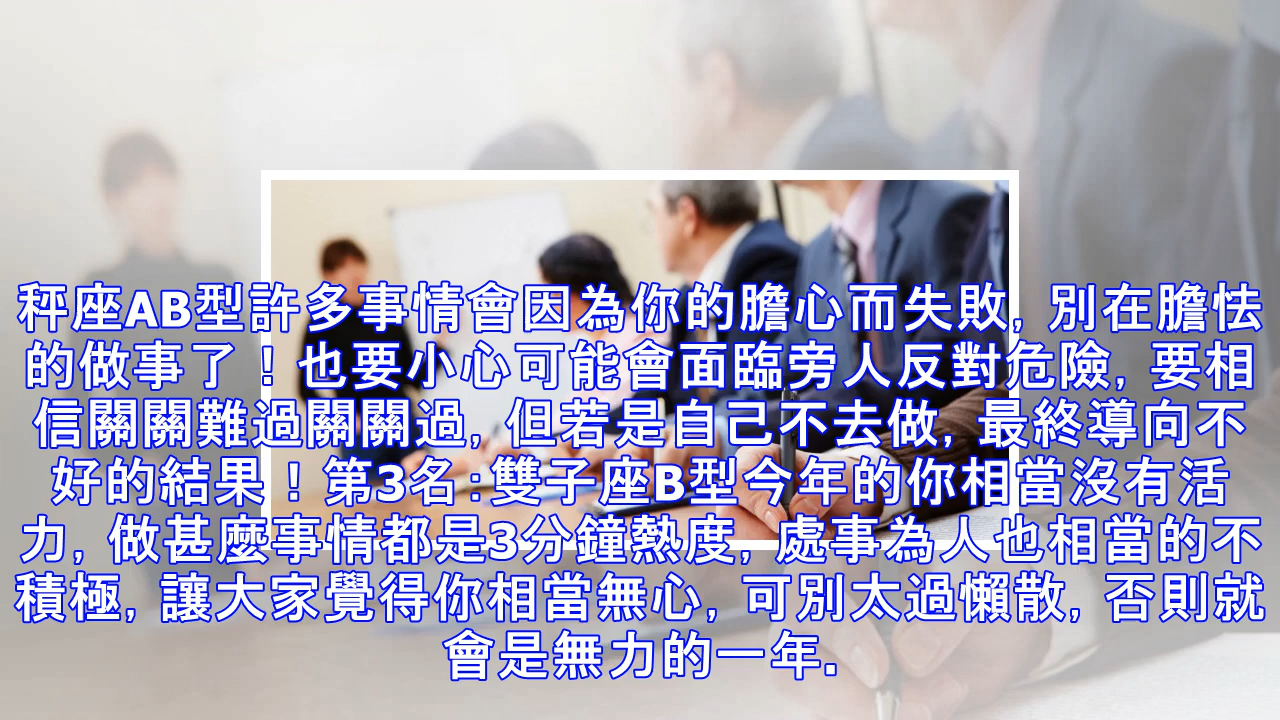 秤座AB型許多事情會因為你的膽心而失敗, 別在膽怯
的做事了！也要小心可能會面臨旁人反對危險, 要相
信關關難過關關過, 但若是自己不去做, 最終導向不
好的結果！第3名·雙子座B型今年的你相當沒有活
力, 做甚麼事情都是3分鐘熱度, 處事為人也相當的不
積極, 讓大家覺得你相當無心, 可別太過懶散, 否則就
會是無力的一年.